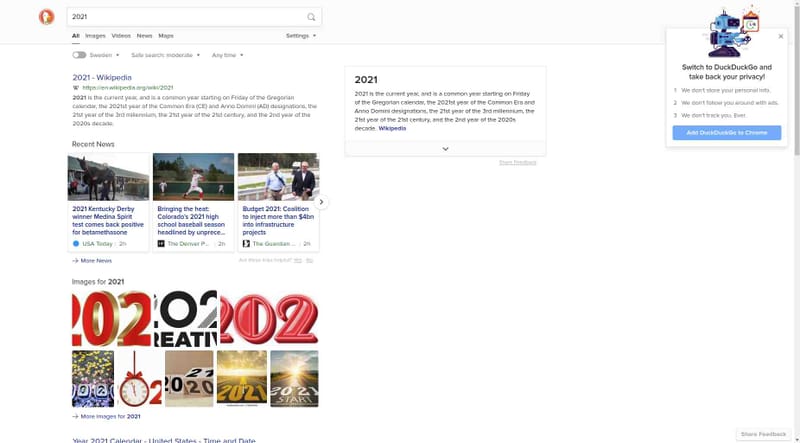 2021
All Images Videos News Maps
Settings
Sweden Safe search: moderate Any time
2021 - Wikipedia
https://en.wikipedia.org/wiki/2021
2021 is the current year, and is a common year starting on Friday of the Gregorian
calendar, the 2021st year of the Common Era (CE) and Anno Domini (AD) designations, the
21st year of the 3rd millennium, the 21st year of the 21st century, and the 2nd year of the
2020s decade.
Recent News
2021 Kentucky Derby
winner Medina Spirit
test comes back positive
for betamethasone
USA Today 2h
Bringing the heat:
Colorado's 2021 high
school baseball season
headlined by unprece...
The Denver P... 2h
Budget 2021: Coalition
to inject more than $4bn
into infrastructure
projects
The Guardian ... 2h
→ More News
Are these links helpful? Yes No
Images for 2021
202
202
REATIV
202
2021
2020
2021
2021
START
→ More Images for 2021
Year 2021 Calendar - United States - Time and Date
2021
2021 is the current year, and is a common year starting on Friday
of the Gregorian calendar, the 2021st year of the Common Era and
Anno Domini designations, the 21st year of the 3rd millennium, the
21st year of the 21st century, and the 2nd year of the 2020s
decade. Wikipedia
Share Feedback
Switch to DuckDuckGo and
take back your privacy!
1 We don't store your personal info.
2 We don't follow you around with ads.
3 We don't track you. Ever.
Add DuckDuckGo to Chrome
Share Feedback